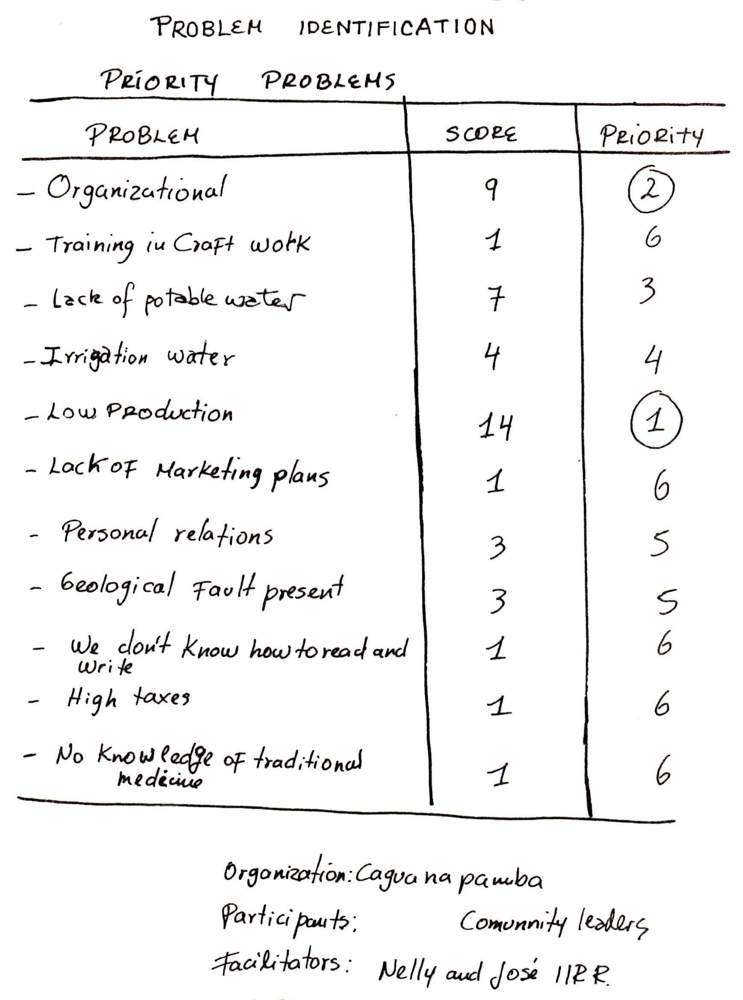 PROBLEM IDENTIFICATION
PRIORITY PROBLEMS
PROBLEM SCORE PRIORITY
- Organizational 9 2
- Training in Craft work 1 6
- Lack of potable water 7 3
- Irrigation water 4 4
- Low PRoduction 14 1
- Lack of Marketing plans 1 6
- Personal relations 3 5
- Geological Fault present 3 5
- We don't know how to read and 1 6
write
- High taxes 1 6
- No knowledge of traditional 1 6
medicine
Organization: Caguanapamba
Participants: Comunnity leaders
Facilitators: Nelly and José IIRR.